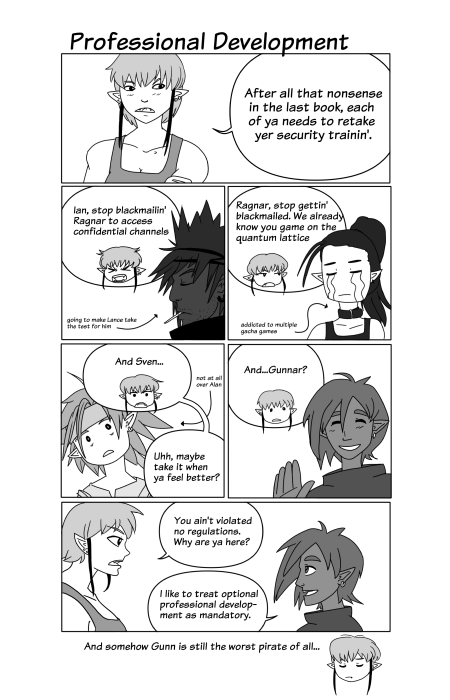 Professional Development
After all that nonsense
in the last book, each
of ya needs to retake
yer security trainin'.
Ian, stop blackmailin'
Ragnar to access
confidential channels
going to make Lance take
the test for him
Ragnar, stop gettin'
blackmailed. We already
know you game on the
quantum lattice
addicted to multiple
gacha games
And Sven...
not at all
over Alan
Uhh, maybe
take it when
ya feel better?
And...Gunnar?
You ain't violated
no regulations.
Why are ya here?
I like to treat optional
professional develop-
ment as mandatory.
And somehow Gunn is still the worst pirate of all...